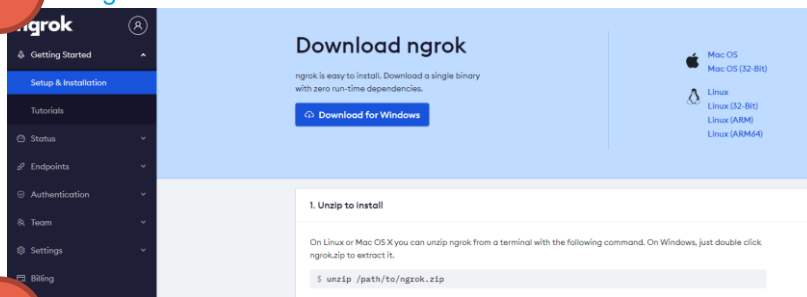 ngrok
Getting Started
Setup & Installation
Tutorials
Status
Endpoints
Authentication
Team
Settings
Billing
Download ngrok
ngrok is easy to install. Download a single binary
with zero run-time dependencies.
Download for Windows
Mac OS
Mac OS (32-Bit)
Linux
Linux (32-Bit)
Linux (ARM)
Linux (ARM64)
1. Unzip to install
On Linux or Mac OS X you can unzip ngrok from a terminal with the following command. On Windows, just double click
ngrok.zip to extract it.
$ unzip /path/to/ngrok.zip